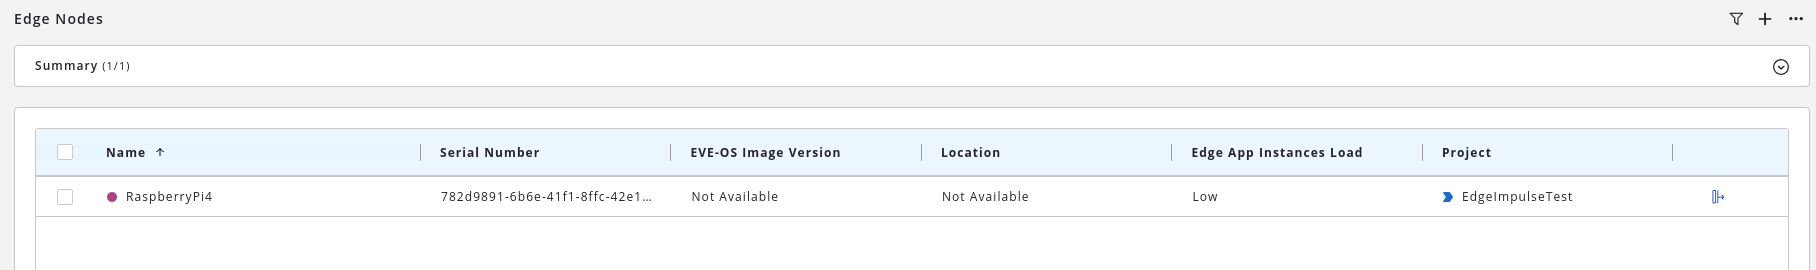 Edge Nodes
Summary (1/1)
Name Serial Number EVE-OS Image Version Location Edge App Instances Load Project
RaspberryPi4 782d9891-6b6e-41f1-8ffc-42e1... Not Available Not Available Low EdgeImpulseTest